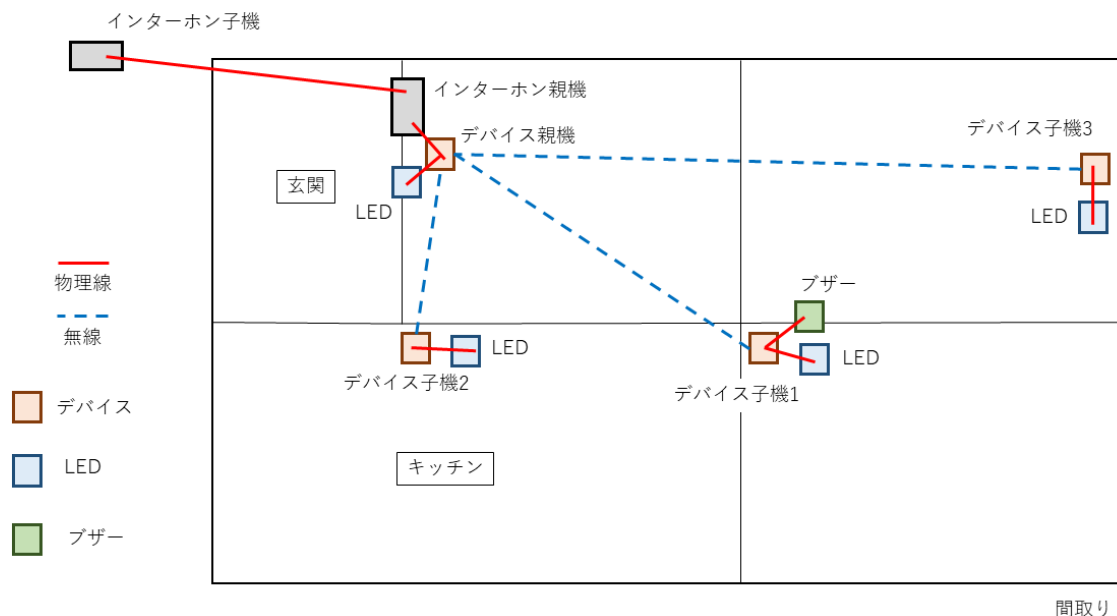 インターホン子機
インターホン親機
デバイス親機
デバイス子機3
玄関
LED
LED
物理線
無線
ブザー
LED
LED
デバイス子機2
デバイス子機1
デバイス
LED
キッチン
ブザー
間取り